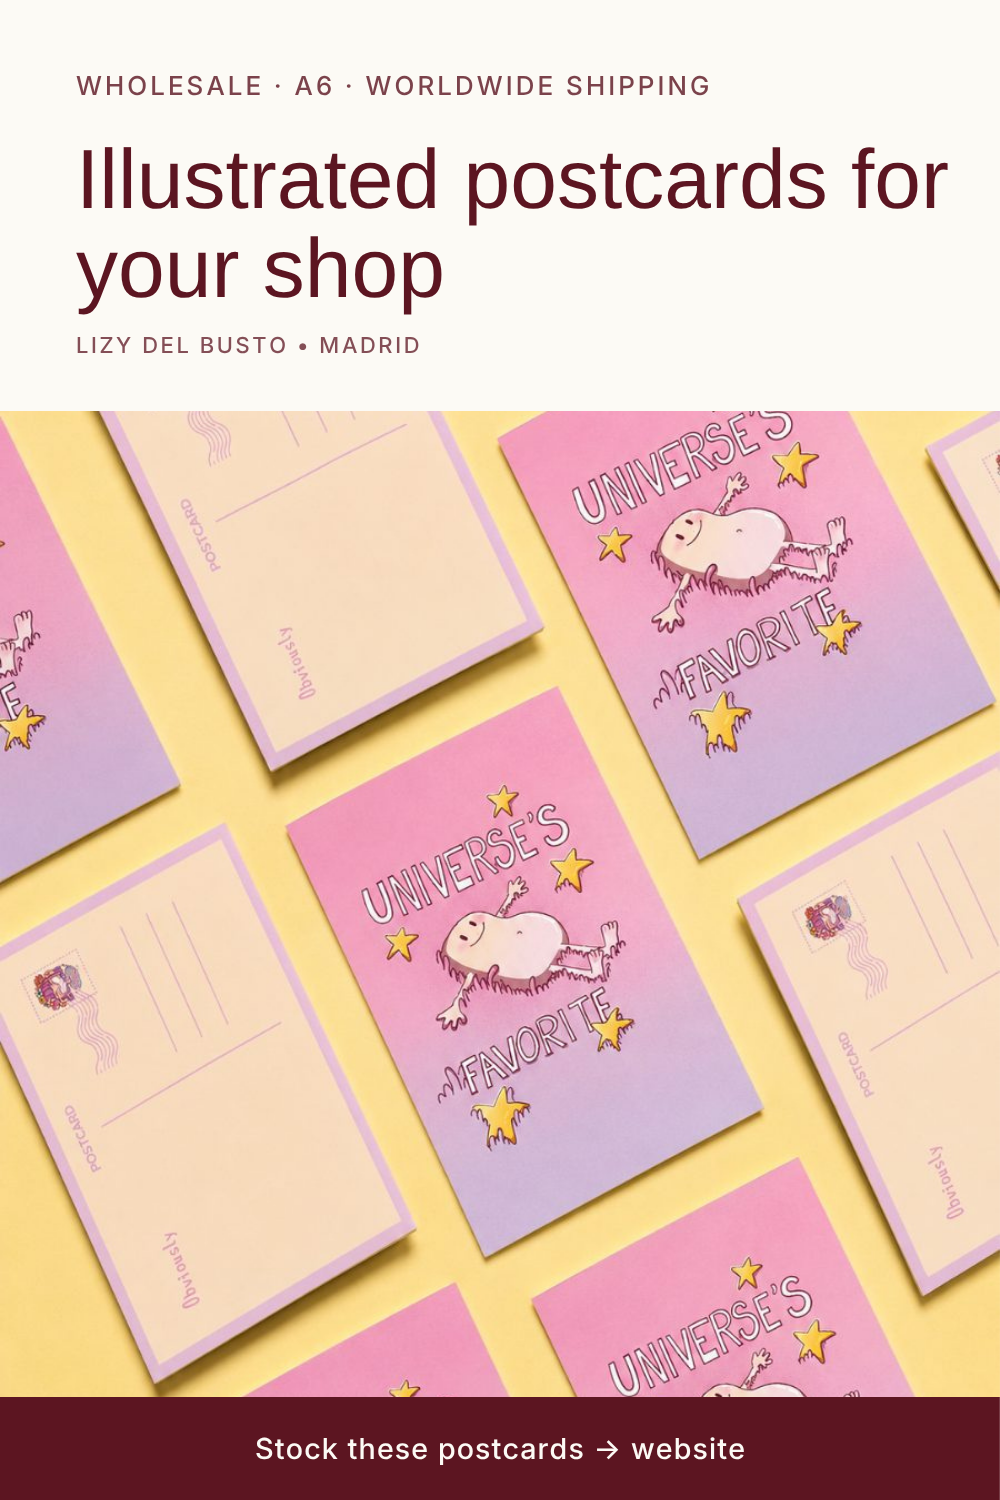 WHOLESALE · A6 · WORLDWIDE SHIPPING
Illustrated postcards for
your shop
LIZY DEL BUSTO • MADRID
POSTCARD
Obviously
UNIVERSE'S
FAVORITE
UNIVERSE'S
FAVORITE
POSTCARD
Obviously
POSTCARD
Obviously
UNIVERSE'S
Stock these postcards → website